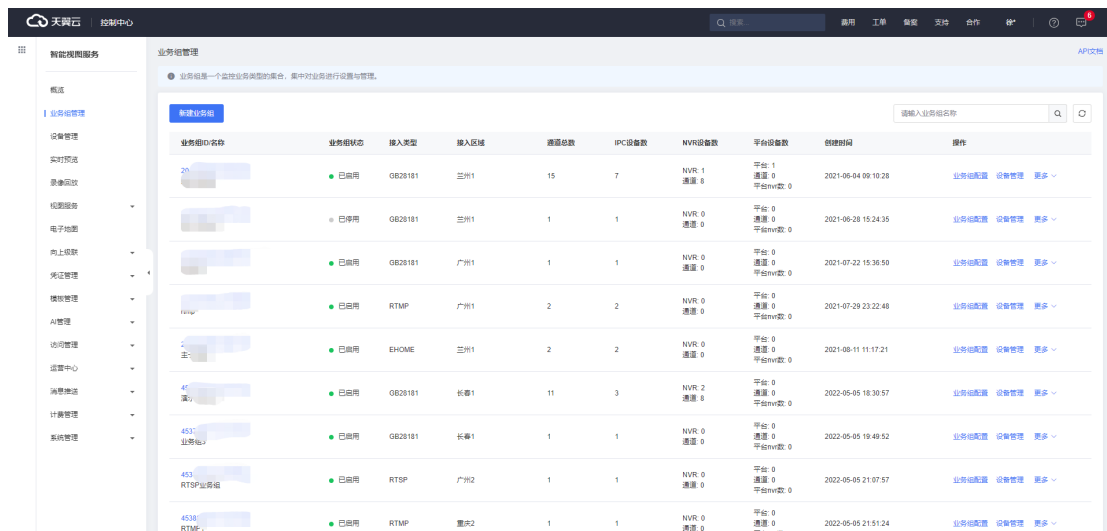 天翼云 控制中心 搜索... 费用 工单 备案 支持 合作 徐* 6
智能视图服务
概览
业务组管理
设备管理
实时预览
录像回放
视图服务
电子地图
向上级联
凭证管理
模板管理
AI管理
访问管理
运营中心
消息推送
计费管理
系统管理
业务组管理 API文档
业务组是一个监控业务类型的集合，集中对业务进行设置与管理。
新建业务组 请输入业务组名称
业务组ID/名称 业务组状态 接入类型 接入区域 通道总数 IPC设备数 NVR设备数 平台设备数 创建时间 操作
已启用 GB28181 兰州1 15 7 NVR: 1 通道: 8 平台: 1 通道: 0 平台nvr数: 0 2021-06-04 09:10:28 业务组配置 设备管理 更多
已停用 GB28181 兰州1 1 1 NVR: 0 通道: 0 平台: 0 通道: 0 平台nvr数: 0 2021-06-28 15:24:35 业务组配置 设备管理 更多
已启用 GB28181 广州1 1 1 NVR: 0 通道: 0 平台: 0 通道: 0 平台nvr数: 0 2021-07-22 15:36:50 业务组配置 设备管理 更多
已启用 RTMP 广州1 2 2 NVR: 0 通道: 0 平台: 0 通道: 0 平台nvr数: 0 2021-07-29 23:22:48 业务组配置 设备管理 更多
已启用 EHOME 兰州1 2 2 NVR: 0 通道: 0 平台: 0 通道: 0 平台nvr数: 0 2021-08-11 11:17:21 业务组配置 设备管理 更多
45 已启用 GB28181 长春1 11 3 NVR: 2 通道: 8 平台: 0 通道: 0 平台nvr数: 0 2022-05-05 18:30:57 业务组配置 设备管理 更多
453 业务组 已启用 GB28181 长春1 1 1 NVR: 0 通道: 0 平台: 0 通道: 0 平台nvr数: 0 2022-05-05 19:49:52 业务组配置 设备管理 更多
453 RTSP业务组 已启用 RTSP 广州2 1 1 NVR: 0 通道: 0 平台: 0 通道: 0 平台nvr数: 0 2022-05-05 21:07:57 业务组配置 设备管理 更多
4538 RTMP 已启用 RTMP 重庆2 1 1 NVR: 0 通道: 0 平台: 0 通道: 0 2022-05-05 21:51:24 业务组配置 设备管理 更多